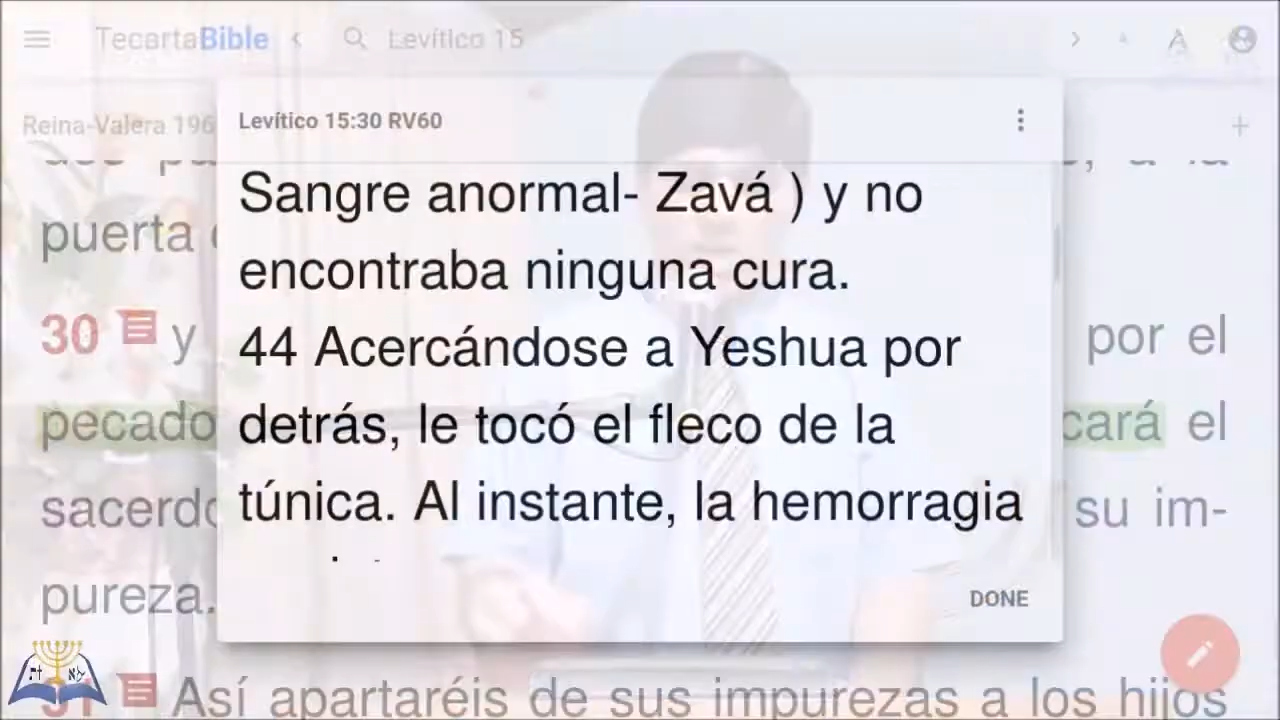 TecartaBible
Levítico 15
Reina-Valera 196
Levítico 15:30 RV60
Sangre anormal- Zavá ) y no
puerta
encontraba ninguna cura.
30 y
44 Acercándose a Yeshua por
por el
pecado
detrás, le tocó el fleco de la
cará el
sacerdo
túnica. Al instante, la hemorragia
su im-
pureza.
DONE
31 Así apartaréis de sus impurezas a los hijos